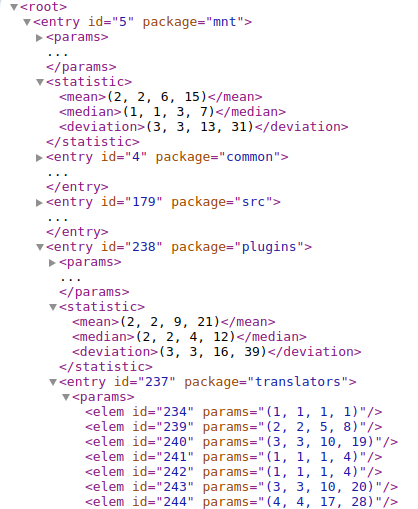 <root>
<entry id="5" package="mnt">
<params>
...
</params>
<statistic>
<mean>(2, 2, 6, 15)</mean>
<median>(1, 1, 3, 7)</median>
<deviation>(3, 3, 13, 31)</deviation>
</statistic>
<entry id="4" package="common">
...
</entry>
<entry id="179" package="src">
...
</entry>
<entry id="238" package="plugins">
<params>
...
</params>
<statistic>
<mean>(2, 2, 9, 21)</mean>
<median>(2, 2, 4, 12)</median>
<deviation>(3, 3, 16, 39)</deviation>
</statistic>
<entry id="237" package="translators">
<params>
<elem id="234" params="(1, 1, 1, 1)"/>
<elem id="239" params="(2, 2, 5, 8)"/>
<elem id="240" params="(3, 3, 10, 19)"/>
<elem id="241" params="(1, 1, 1, 4)"/>
<elem id="242" params="(1, 1, 1, 4)"/>
<elem id="243" params="(3, 3, 10, 20)"/>
<elem id="244" params="(4, 4, 17, 28)"/>